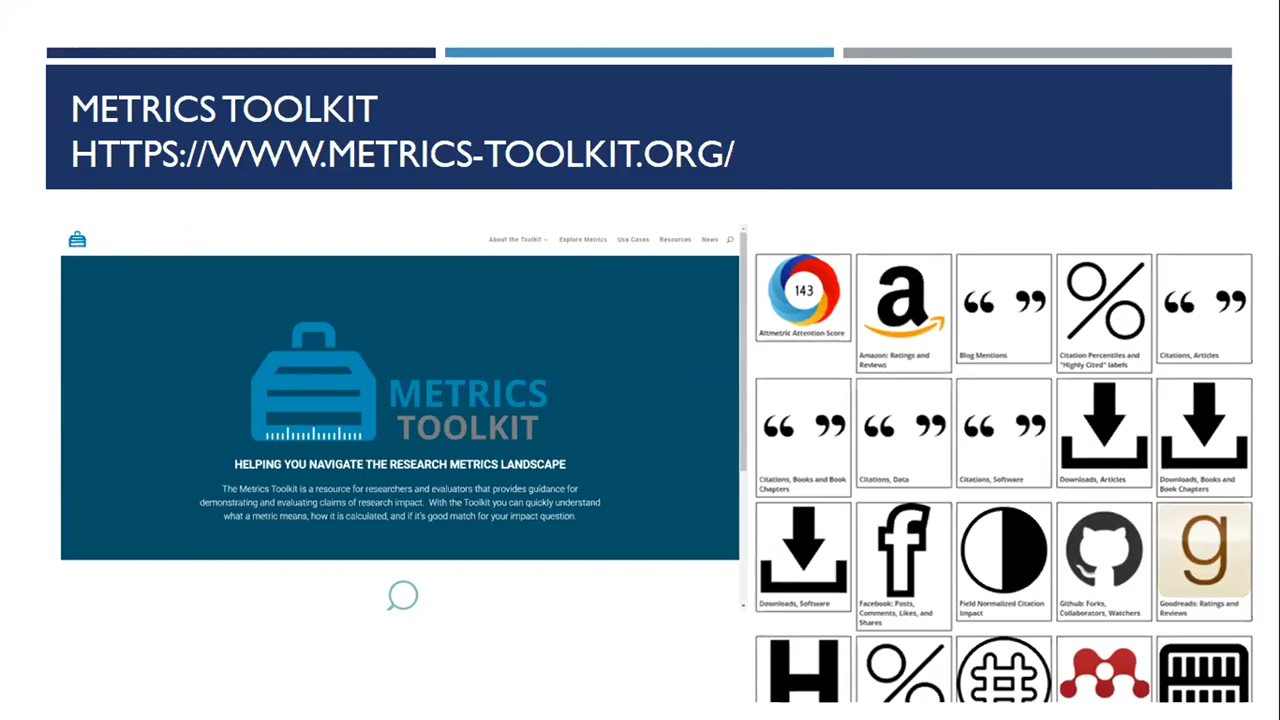 METRICS TOOLKIT
HTTPS://WWW.METRICS-TOOLKIT.ORG/
About the Toolkit
Explore Metrics
Use Cases
Resources
News
METRICS
TOOLKIT
HELPING YOU NAVIGATE THE RESEARCH METRICS LANDSCAPE
The Metrics Toolkit is a resource for researchers and evaluators that provides guidance for
demonstrating and evaluating claims of research impact. With the Toolkit you can quickly understand
what a metric means, how it is calculated, and if it's good match for your impact question.
143
Altmetric Attention Score
a
Amazon: Ratings and
Reviews
“ ”
Blog Mentions
%
Citation Percentiles and
"Highly Cited" labels
“ ”
Citations, Articles
“ ”
Citations, Books and Book
Chapters
“ ”
Citations, Data
“ ”
Citations, Software
Downloads, Articles
Downloads, Books and
Book Chapters
Downloads, Software
f
Facebook: Posts,
Comments, Likes, and
Shares
Field Normalized Citation
Impact
Github: Forks,
Collaborators, Watchers
g
Goodreads: Ratings and
Reviews
H
%
#